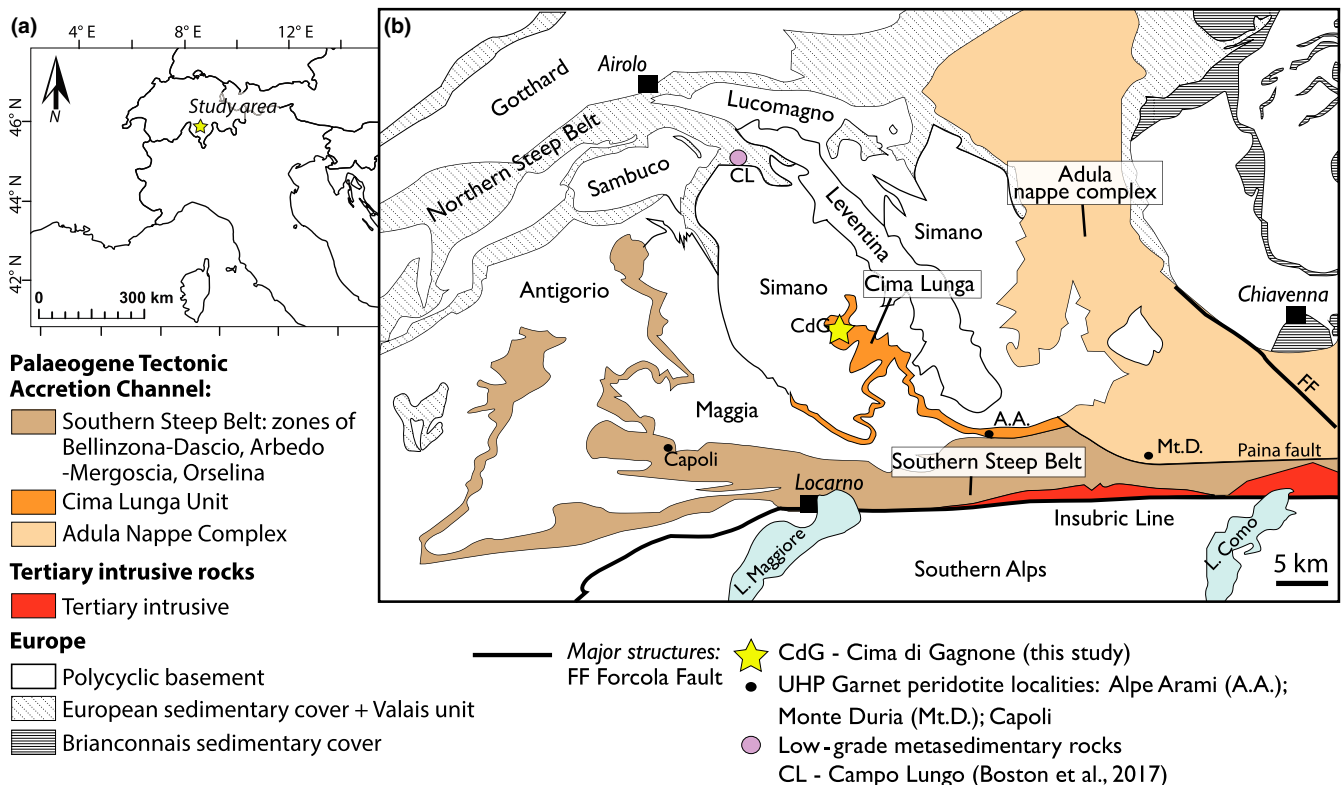 (a)
4° E
8°
12° E
46° N
44° N
42° N
N
Study area
0
300 km
(b)
Gotthard
Airolo
Lucomagno
Northern Steep Belt
Sambuco
CL
Leventina
Adula
nappe complex
Simano
Antigorio
Simano
Cima Lunga
CdG
Chiavenna
FF
Maggia
A.A.
Capoli
Mt.D.
Paina fault
Southern Steep Belt
Locarno
Insubric Line
L. Maggiore
L. Como
Southern Alps
5 km
Palaeogene Tectonic
Accretion Channel:
Southern Steep Belt: zones of
Bellinzona-Dascio, Arbedo
-Mergoscia, Orselina
Cima Lunga Unit
Adula Nappe Complex
Tertiary intrusive rocks
Tertiary intrusive
Europe
Polycyclic basement
European sedimentary cover + Valais unit
Brianconnais sedimentary cover
Major structures:
FF Forcola Fault
CdG - Cima di Gagnone (this study)
UHP Garnet peridotite localities: Alpe Arami (A.A.);
Monte Duria (Mt.D.); Capoli
Low-grade metasedimentary rocks
CL - Campo Lungo (Boston et al., 2017)